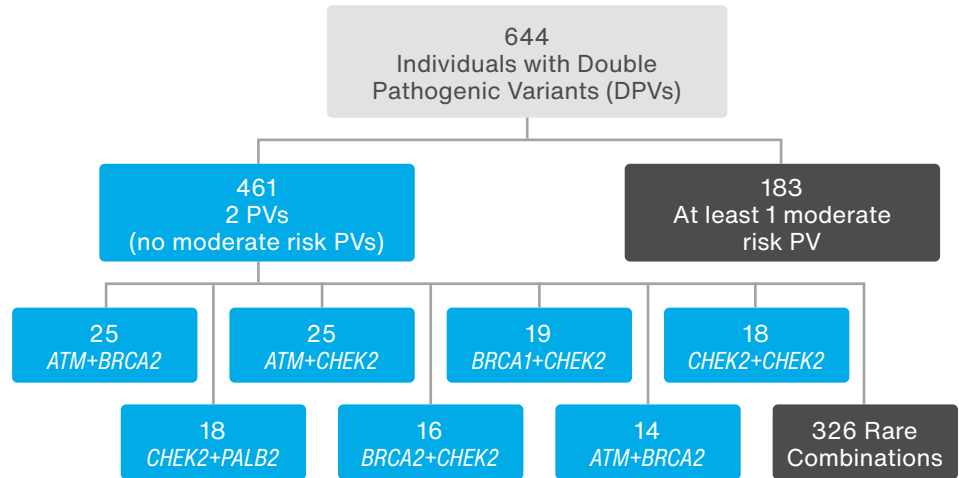 644
Individuals with Double
Pathogenic Variants (DPVs)
461
2 PVs
(no moderate risk PVs)
183
At least 1 moderate
risk PV
25
ATM+BRCA2
25
ATM+CHEK2
19
BRCA1+CHEK2
18
CHEK2+CHEK2
18
CHEK2+PALB2
16
BRCA2+CHEK2
14
ATM+BRCA2
326 Rare
Combinations